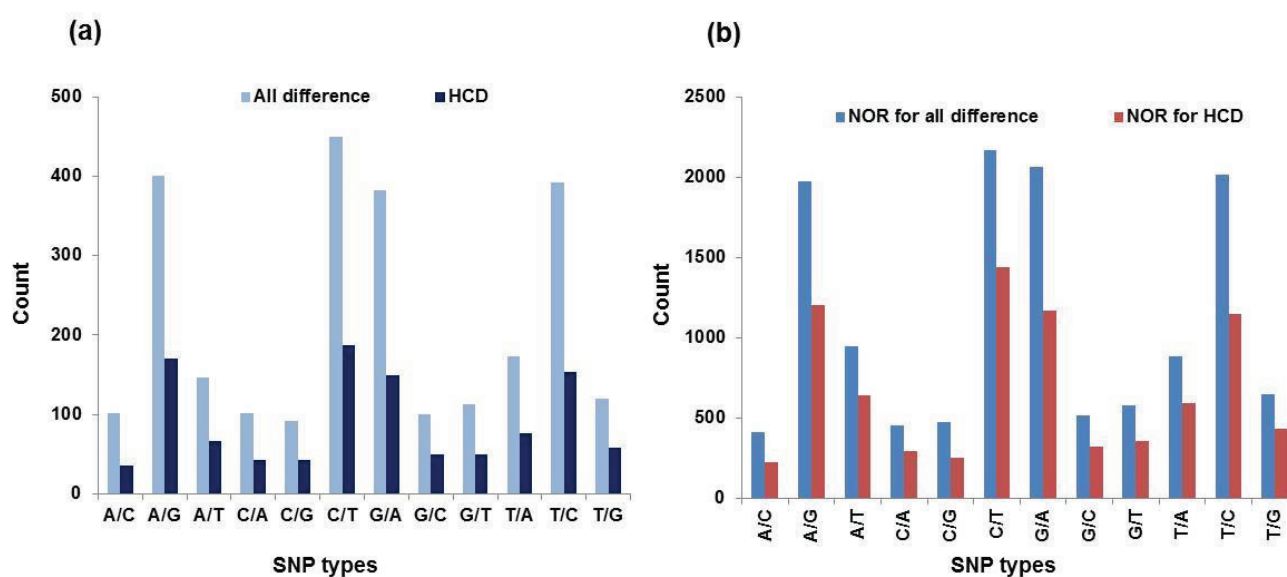 (a)
All difference HCD
500
400
300
200
100
0
Count
A/C A/G A/T C/A C/G C/T G/A G/C G/T T/A T/C T/G
SNP types
(b)
NOR for all difference NOR for HCD
2500
2000
1500
1000
500
0
Count
A/C A/G A/T C/A C/G C/T G/A G/C G/T T/A T/C T/G
SNP types